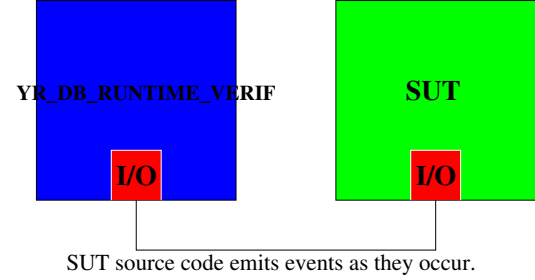 YR_DB_RUNTIME_VERIF
SUT
I/O
I/O
SUT source code emits events as they occur.